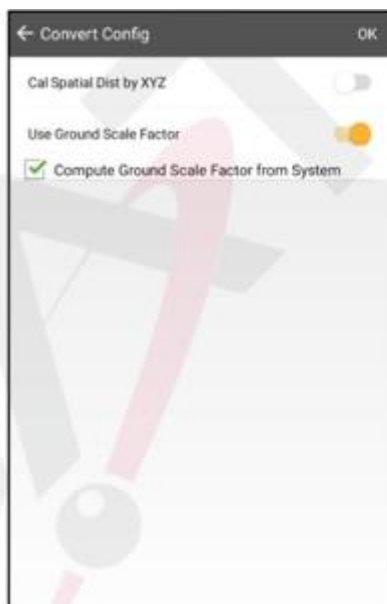 Convert Config OK
Cal Spatial Dist by XYZ
Use Ground Scale Factor
Compute Ground Scale Factor from System